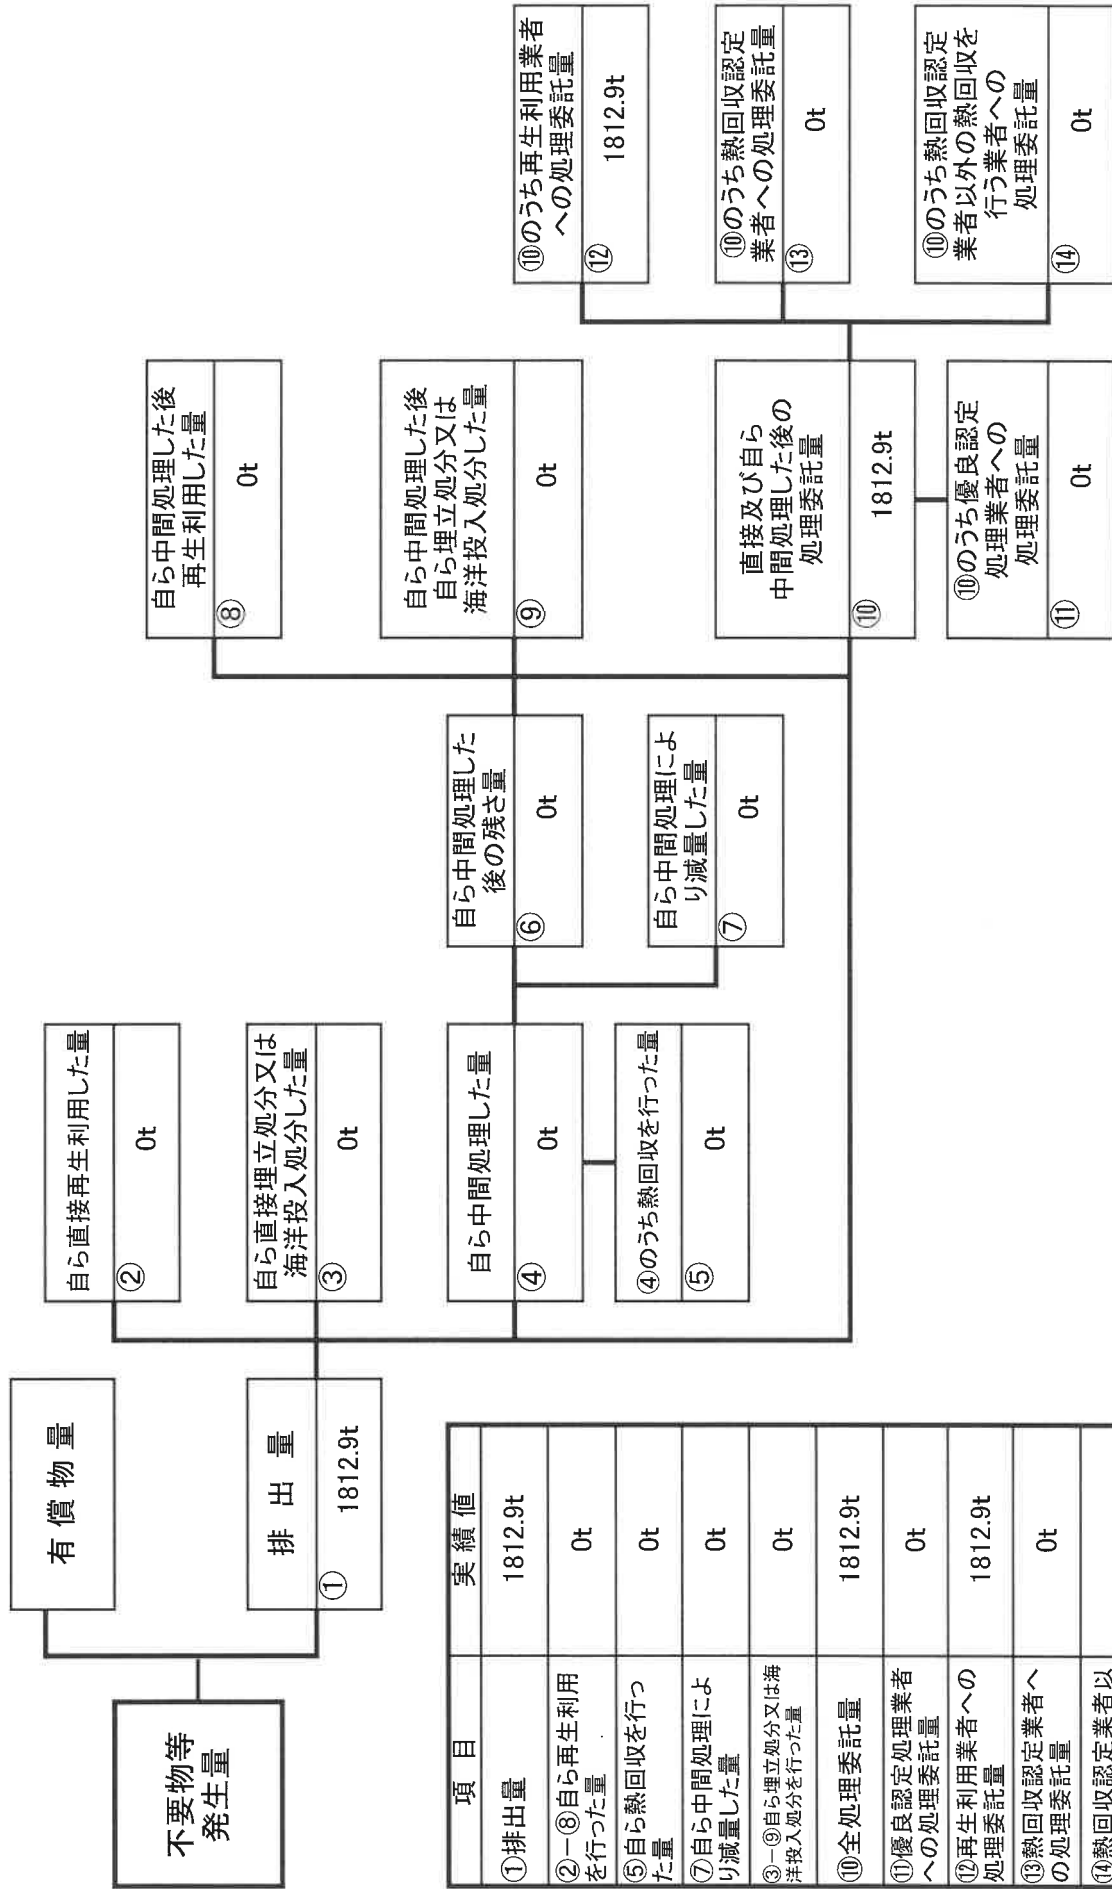 不要物等
発生量
有 償 物 量
排 出 量
①
1812.9t
自ら直接再生利用した量
②
0t
自ら直接埋立処分又は
海洋投入処分した量
③
0t
自ら中間処理した量
④
0t
④のうち熱回収を行った量
⑤
0t
自ら中間処理した
後の残さ量
⑥
0t
自ら中間処理によ
り減量した量
⑦
0t
自ら中間処理した後
再生利用した量
⑧
0t
自ら中間処理した後
自ら埋立処分又は
海洋投入処分した量
⑨
0t
直接及び自ら
中間処理した後の
処理委託量
⑩
1812.9t
⑩のうち優良認定
処理業者への
処理委託量
⑪
0t
⑩のうち再生利用業者
への処理委託量
⑫
1812.9t
⑩のうち熱回収認定
業者への処理委託量
⑬
0t
⑩のうち熱回収認定
業者以外の熱回収を
行う業者への
処理委託量
⑭
0t
項 目
実 績 値
①排出量
1812.9t
②ー⑧自ら再生利用
を行った量
0t
⑤自ら熱回収を行っ
た量
0t
⑦自ら中間処理によ
り減量した量
0t
③ー⑨自ら埋立処分又は海
洋投入処分を行った量
0t
⑩全処理委託量
1812.9t
⑪優良認定処理業者
への処理委託量
0t
⑫再生利用業者への
処理委託量
1812.9t
⑬熱回収認定業者へ
の処理委託量
0t
⑭熱回収認定業者以